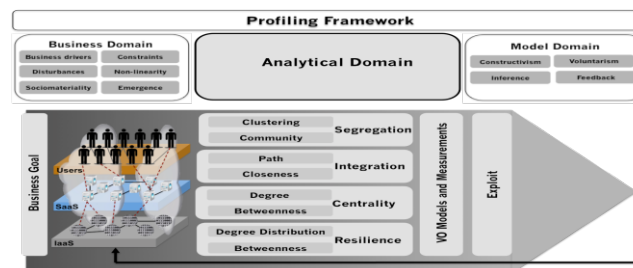 Profiling Framework
Business Domain
Business drivers
Constraints
Disturbances
Non-linearity
Sociomateriality
Emergence
Analytical Domain
Model Domain
Constructivism
Voluntarism
Inference
Feedback
Business Goal
Users
SaaS
IaaS
Clustering
Community
Segregation
Path
Closeness
Integration
Degree
Betweenness
Centrality
Degree Distribution
Betweenness
Resilience
VO Models and Measurements
Exploit